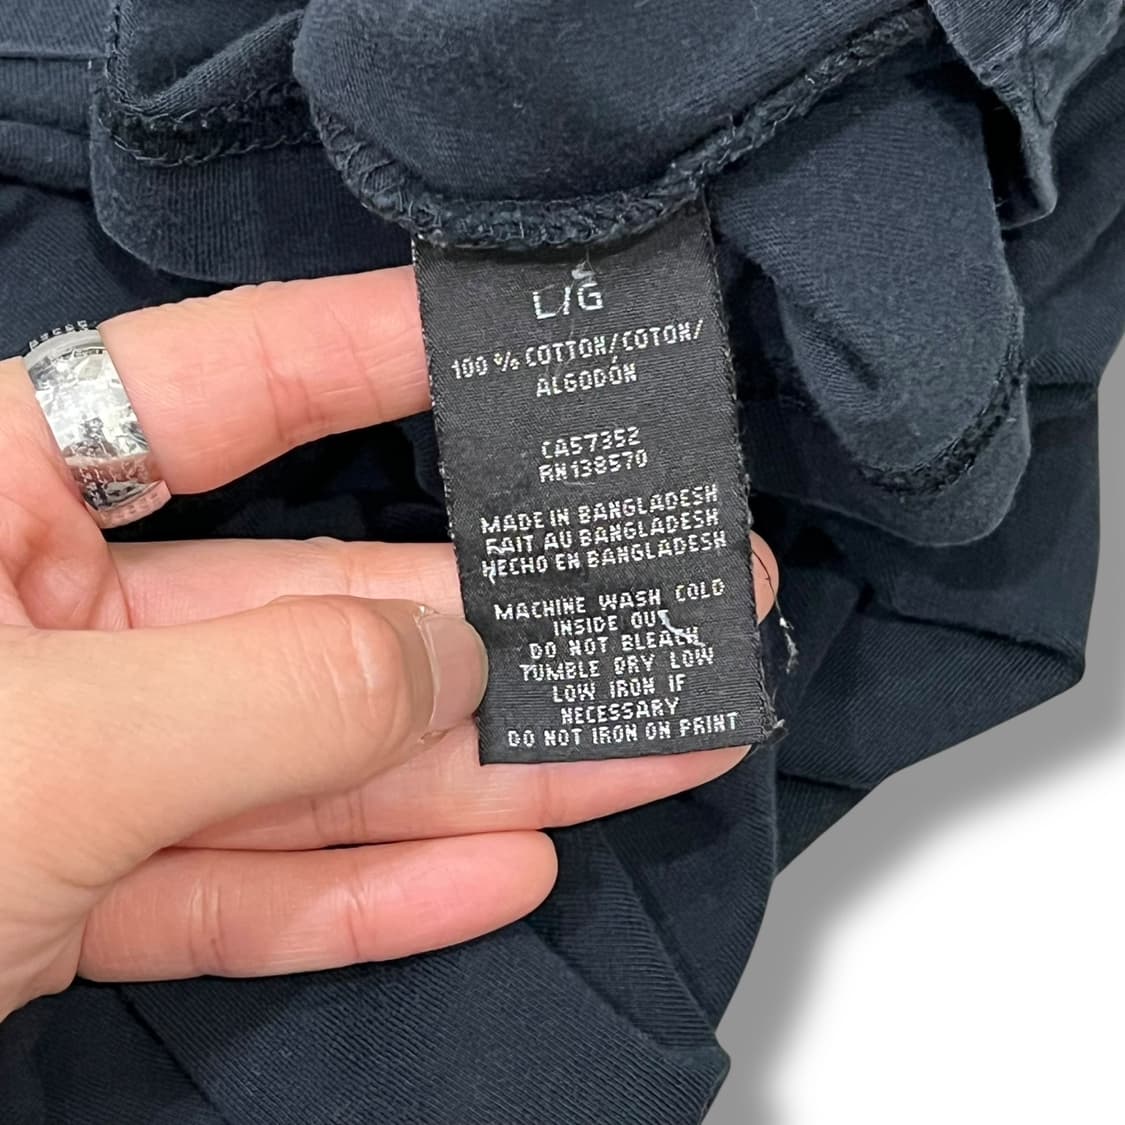 L/G
100 % COTTON/COTON/
ALGODÓN
CA57352
RN138570
MADE IN BANGLADESH
FAIT AU BANGLADESH
HECHO EN BANGLADESH
MACHINE WASH COLD
INSIDE OUT
DO NOT BLEACH
TUMBLE DRY LOW
LOW IRON IF
NECESSARY
DO NOT IRON ON PRINT